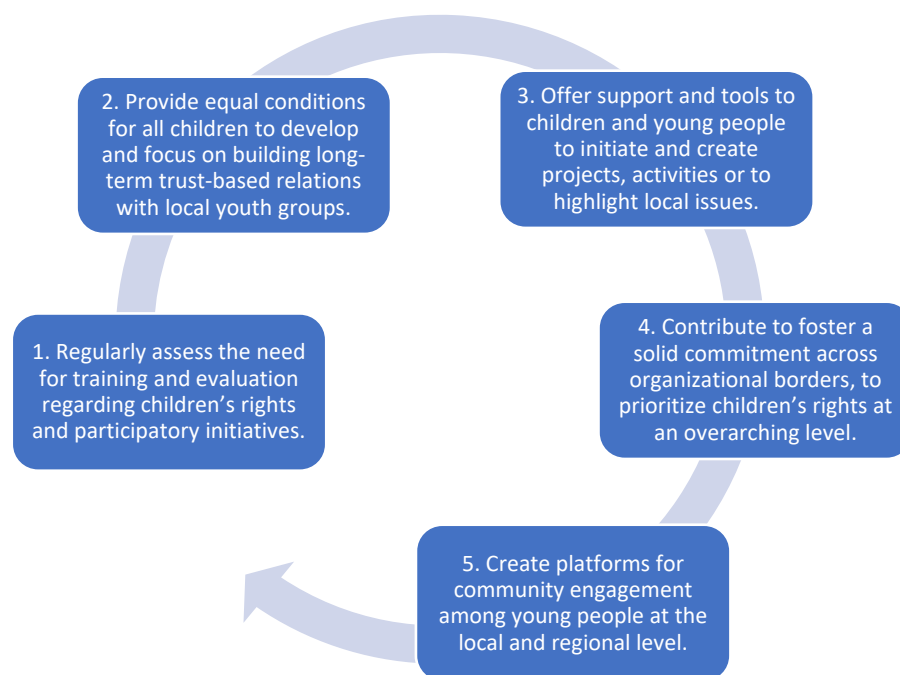 1. Regularly assess the need
for training and evaluation
regarding children’s rights
and participatory initiatives.
2. Provide equal conditions
for all children to develop
and focus on building long-
term trust-based relations
with local youth groups.
3. Offer support and tools to
children and young people
to initiate and create
projects, activities or to
highlight local issues.
4. Contribute to foster a
solid commitment across
organizational borders, to
prioritize children’s rights at
an overarching level.
5. Create platforms for
community engagement
among young people at the
local and regional level.